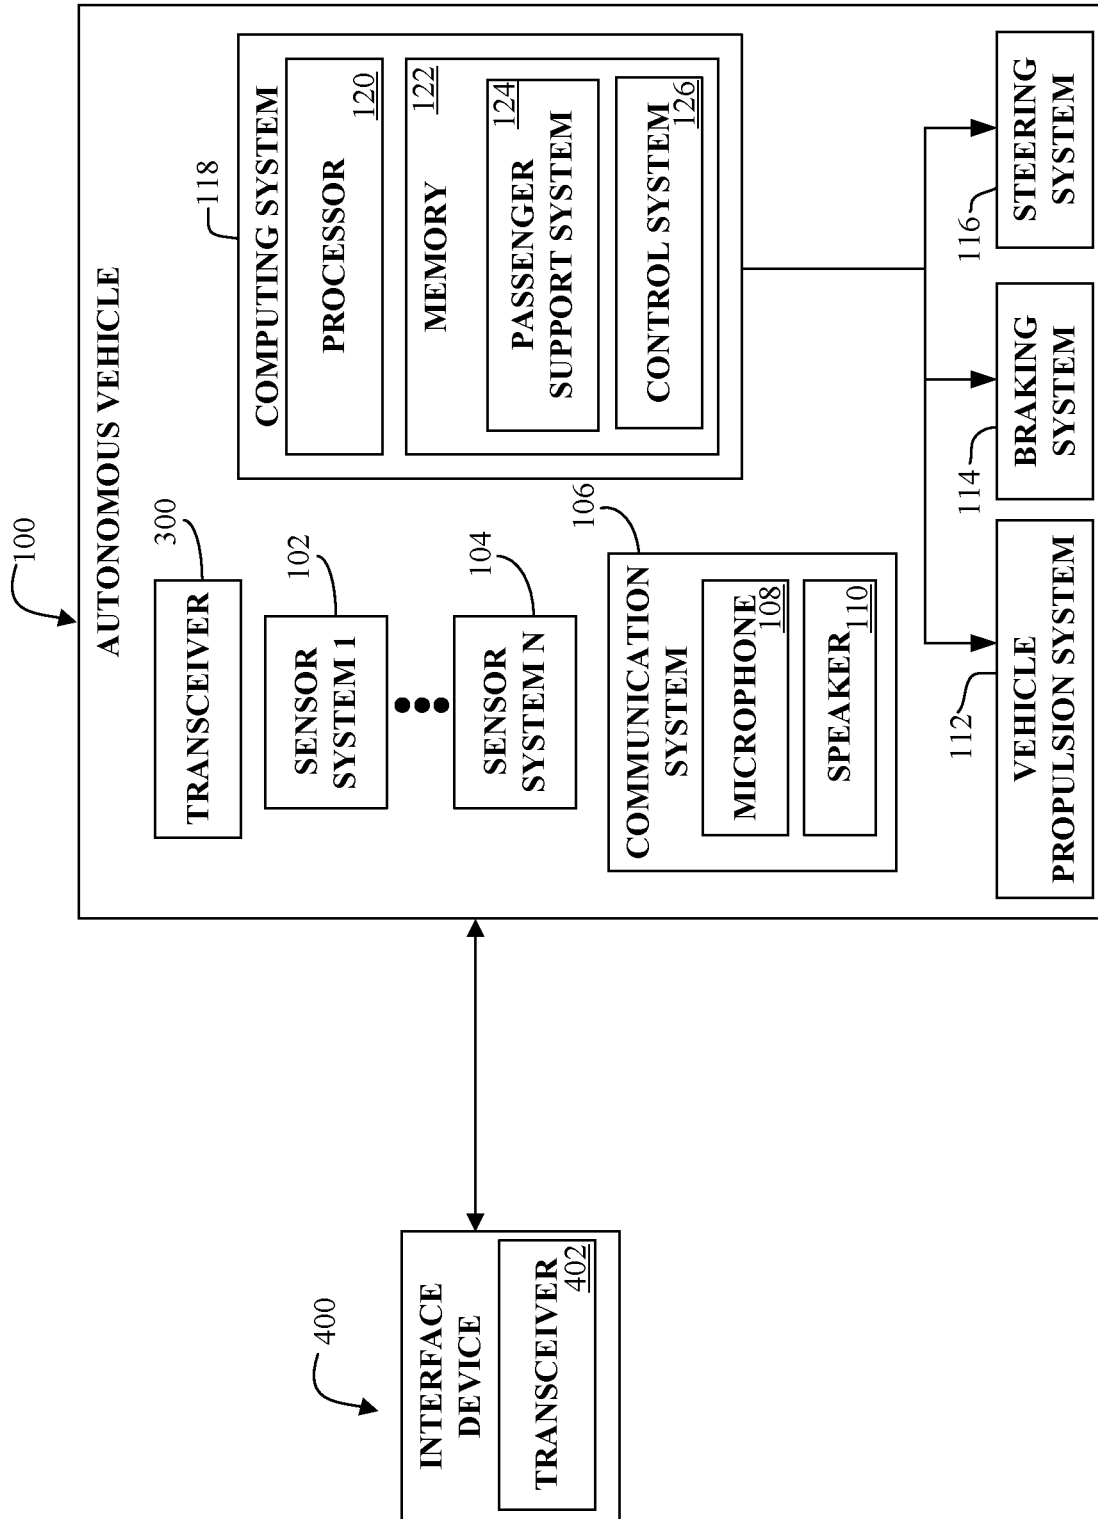 400
INTERFACE
DEVICE
TRANSCEIVER
402
100
AUTONOMOUS VEHICLE
TRANSCEIVER
300
SENSOR
SYSTEM 1
102
SENSOR
SYSTEM N
104
COMMUNICATION
SYSTEM
106
MICROPHONE
108
SPEAKER
110
118
COMPUTING SYSTEM
PROCESSOR
120
MEMORY
122
PASSENGER
SUPPORT SYSTEM
124
CONTROL SYSTEM
126
112
VEHICLE
PROPULSION SYSTEM
114
BRAKING
SYSTEM
116
STEERING
SYSTEM